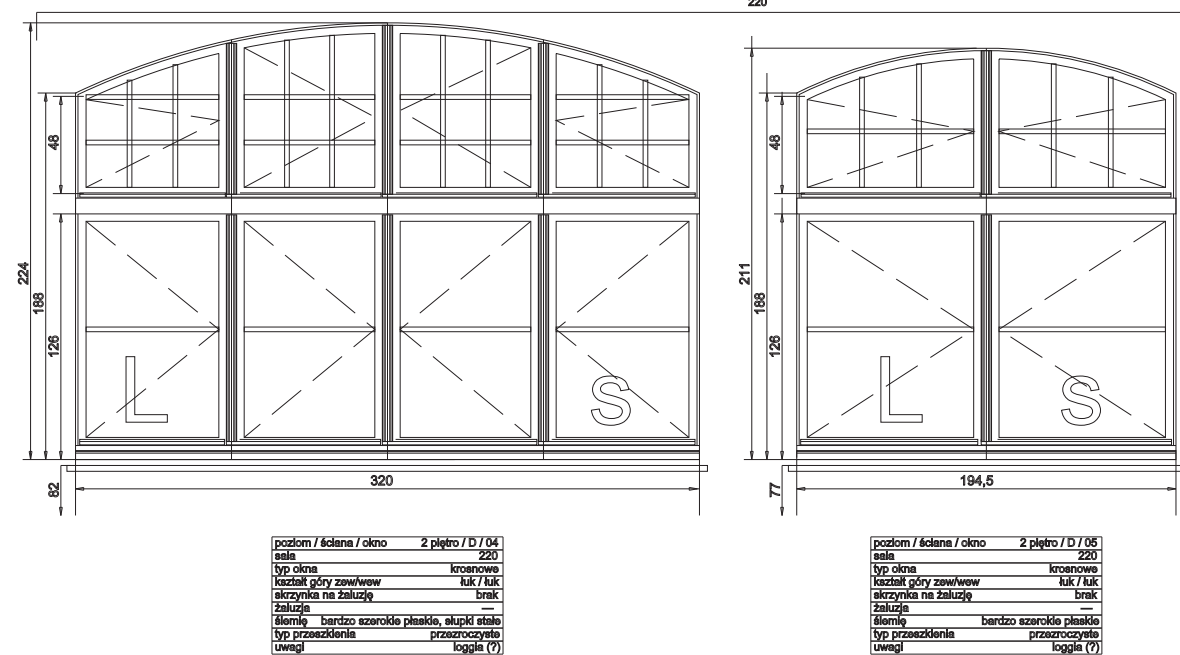 220
224
188
48
126
82
L
S
320
211
188
48
126
77
L
S
194,5
poziom / ściana / okno 2 piętro / D / 04
sala 220
typ okna krosnowe
kształt góry zew/wew łuk / łuk
skrzynka na żaluzję brak
żaluzja —
ślemię bardzo szerokie płaskie, słupki stałe
typ przeszklenia przezroczyste
uwagi loggia (?)
poziom / ściana / okno 2 piętro / D / 05
sala 220
typ okna krosnowe
kształt góry zew/wew łuk / łuk
skrzynka na żaluzję brak
żaluzja —
ślemię bardzo szerokie płaskie
typ przeszklenia przezroczyste
uwagi loggia (?)